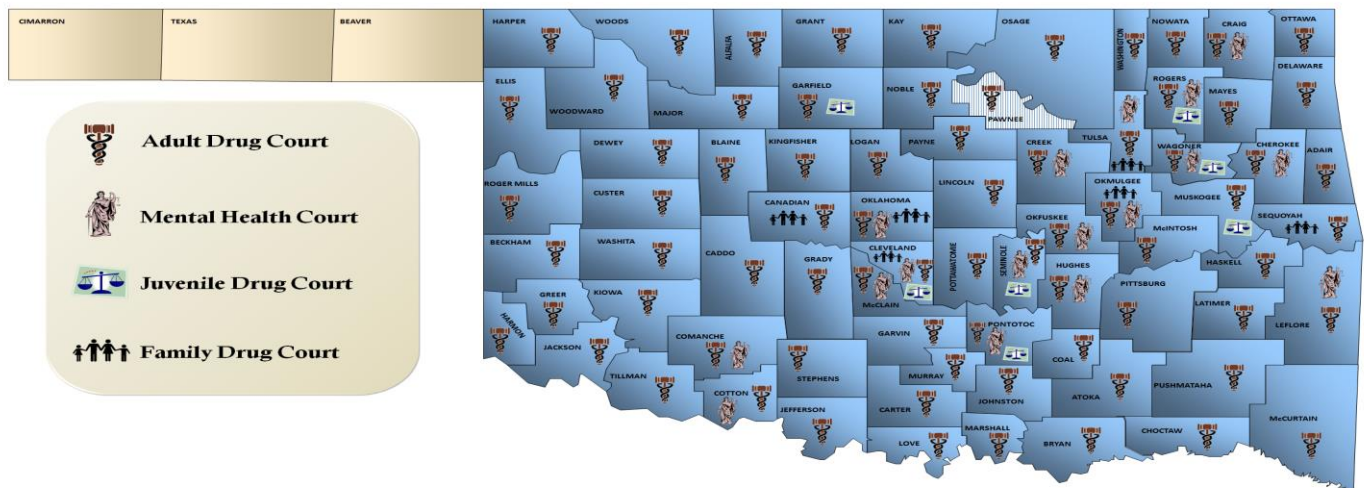 CIMARRON
TEXAS
BEAVER
HARPER
WOODS
ALFALFA
GRANT
KAY
OSAGE
WASHINGTON
NOWATA
CRAIG
OTTAWA
ELLIS
WOODWARD
MAJOR
GARFIELD
NOBLE
PAWNEE
ROGERS
MAYES
DELAWARE
Adult Drug Court
Mental Health Court
Juvenile Drug Court
Family Drug Court
DEWEY
BLAINE
KINGFISHER
LOGAN
PAYNE
CREEK
TULSA
WAGONER
CHEROKEE
ADAIR
ROGER MILLS
CUSTER
CANADIAN
OKLAHOMA
LINCOLN
OKMULGEE
MUSKOGEE
SEQUOYAH
BECKHAM
WASHITA
CADDO
GRADY
CLEVELAND
POTTAWATOMIE
SEMINOLE
OKFUSKEE
McINTOSH
HASKELL
HARMON
GREER
KIOWA
McCLAIN
HUGHES
PITTSBURG
LATIMER
LEFLORE
JACKSON
COMANCHE
GARVIN
PONTOTOC
COAL
TILLMAN
COTTON
STEPHENS
MURRAY
JOHNSTON
ATOKA
PUSHMATAHA
JEFFERSON
CARTER
LOVE
MARSHALL
BRYAN
CHOCTAW
McCURTAIN